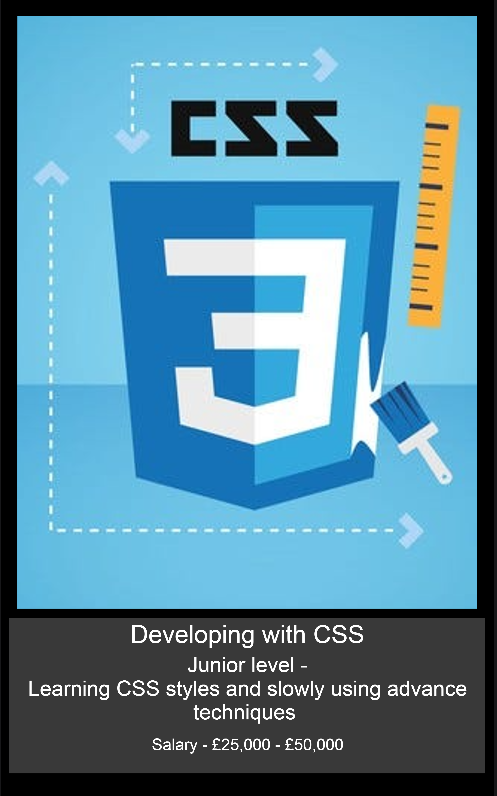 CSS
3
Developing with CSS
Junior level -
Learning CSS styles and slowly using advance
techniques
Salary - £25,000 - £50,000